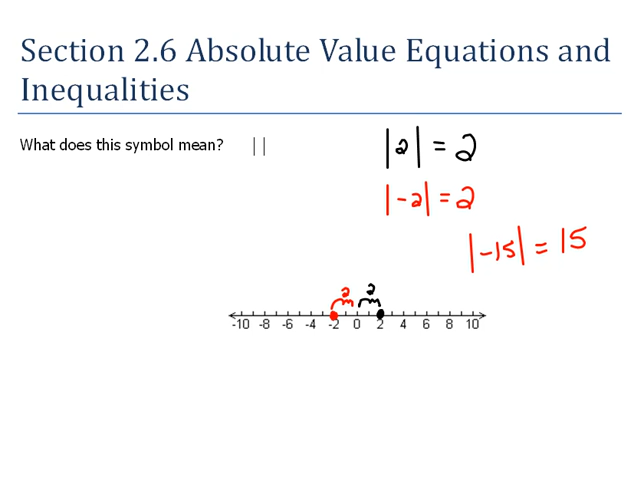 Section 2.6 Absolute Value Equations and
Inequalities
What does this symbol mean? | |
|2| = 2
|-2| = 2
|-15| = 15
2 2
-10 -8 -6 -4 -2 0 2 4 6 8 10